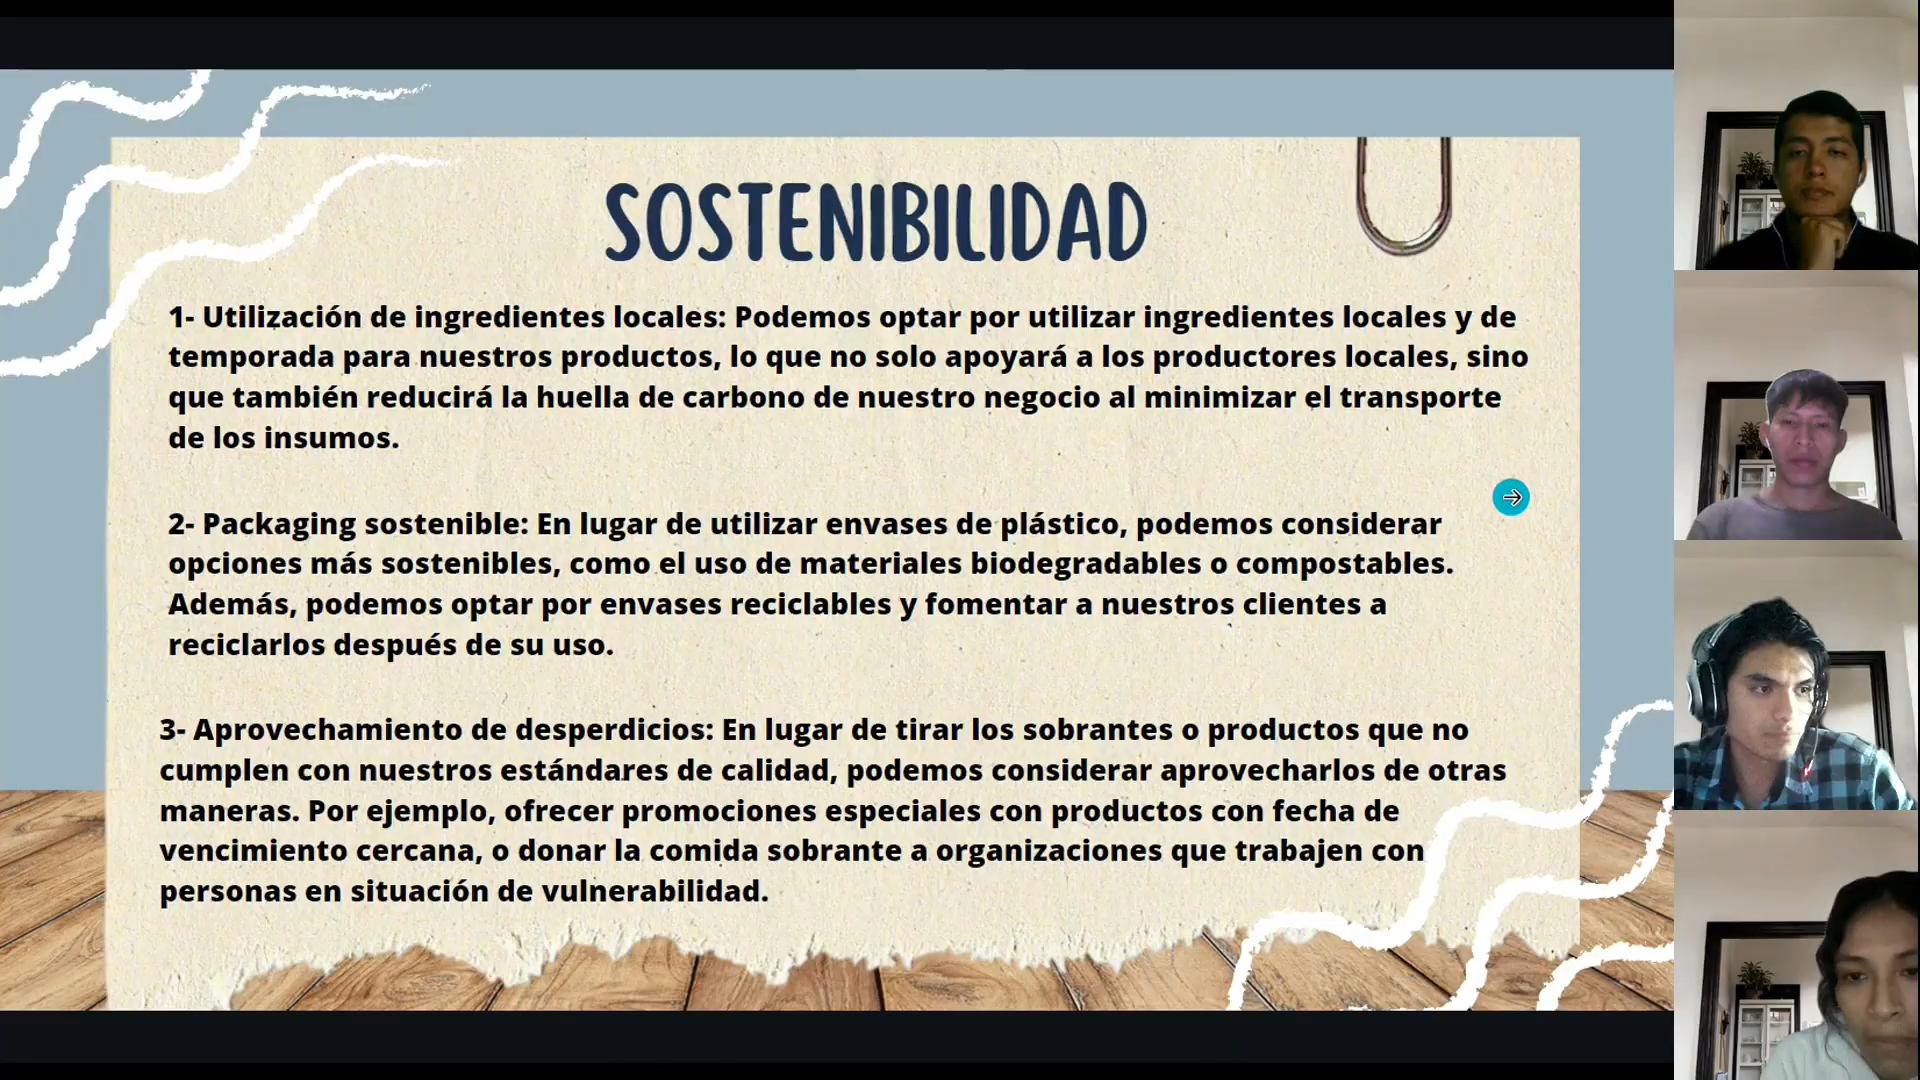 SOSTENIBILIDAD
1- Utilización de ingredientes locales: Podemos optar por utilizar ingredientes locales y de
temporada para nuestros productos, lo que no solo apoyará a los productores locales, sino
que también reducirá la huella de carbono de nuestro negocio al minimizar el transporte
de los insumos.
2- Packaging sostenible: En lugar de utilizar envases de plástico, podemos considerar
opciones más sostenibles, como el uso de materiales biodegradables o compostables.
Además, podemos optar por envases reciclables y fomentar a nuestros clientes a
reciclarlos después de su uso.
3- Aprovechamiento de desperdicios: En lugar de tirar los sobrantes o productos que no
cumplen con nuestros estándares de calidad, podemos considerar aprovecharlos de otras
maneras. Por ejemplo, ofrecer promociones especiales con productos con fecha de
vencimiento cercana, o donar la comida sobrante a organizaciones que trabajen con
personas en situación de vulnerabilidad.